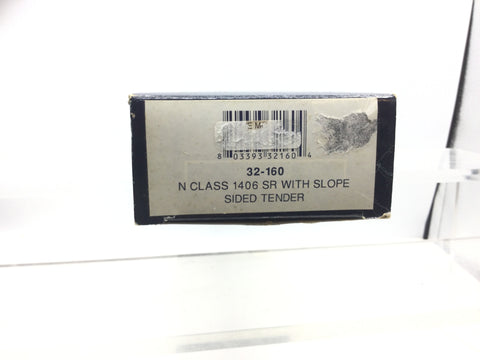 8 03393 32160 4
32-160
N CLASS 1406 SR WITH SLOPE
SIDED TENDER